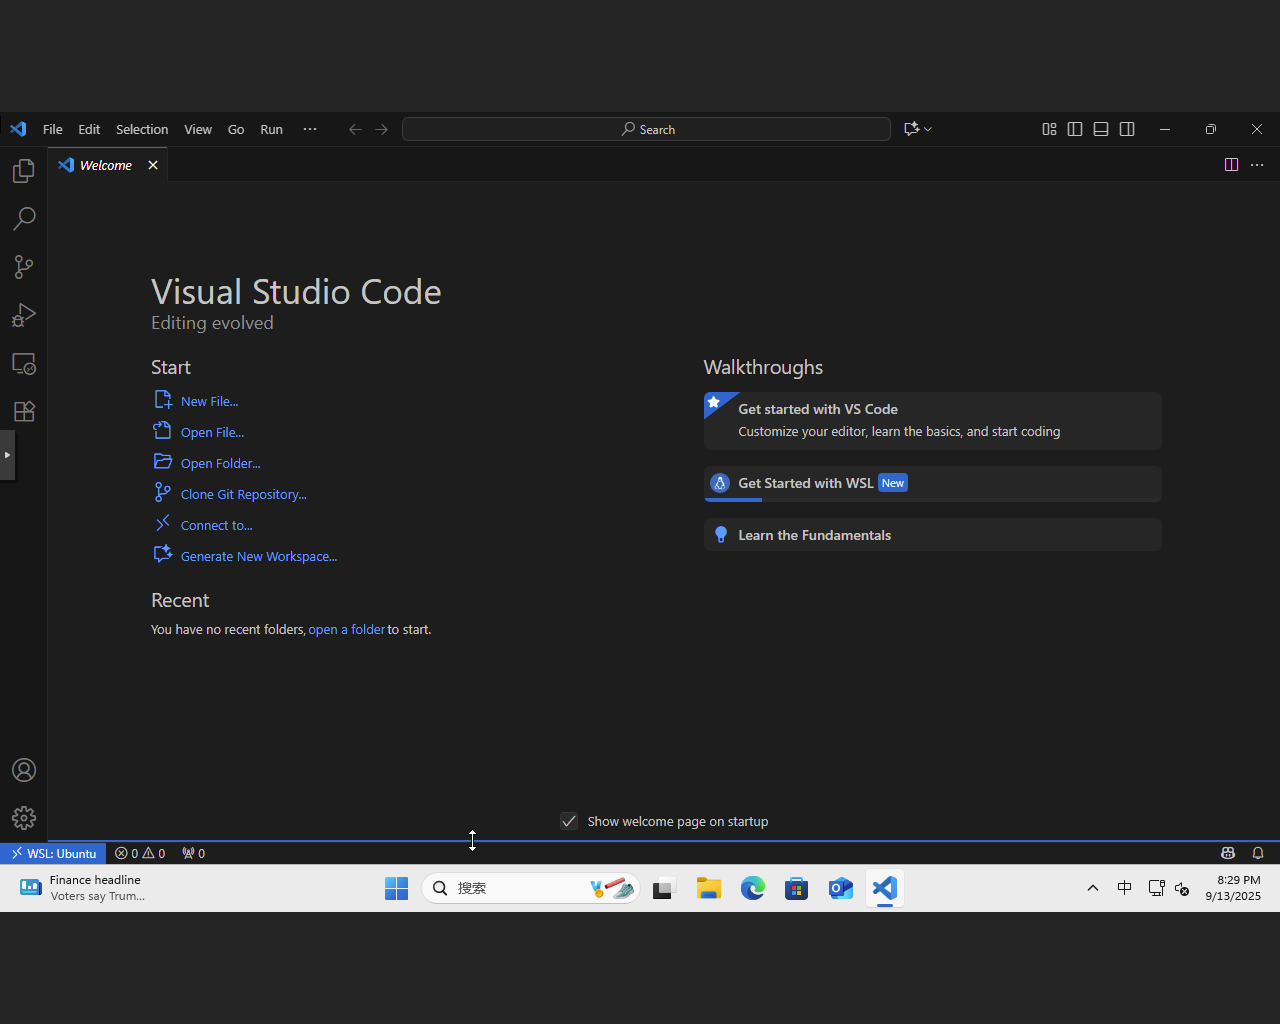 File Edit Selection View Go Run ··· Search
Welcome
Visual Studio Code
Editing evolved
Start
New File...
Open File...
Open Folder...
Clone Git Repository...
Connect to...
Generate New Workspace...
Recent
You have no recent folders, open a folder to start.
Walkthroughs
Get started with VS Code
Customize your editor, learn the basics, and start coding
Get Started with WSL New
Learn the Fundamentals
Show welcome page on startup
WSL: Ubuntu 0 0 0
Finance headline
Voters say Trum...
搜索
中
8:29 PM
9/13/2025